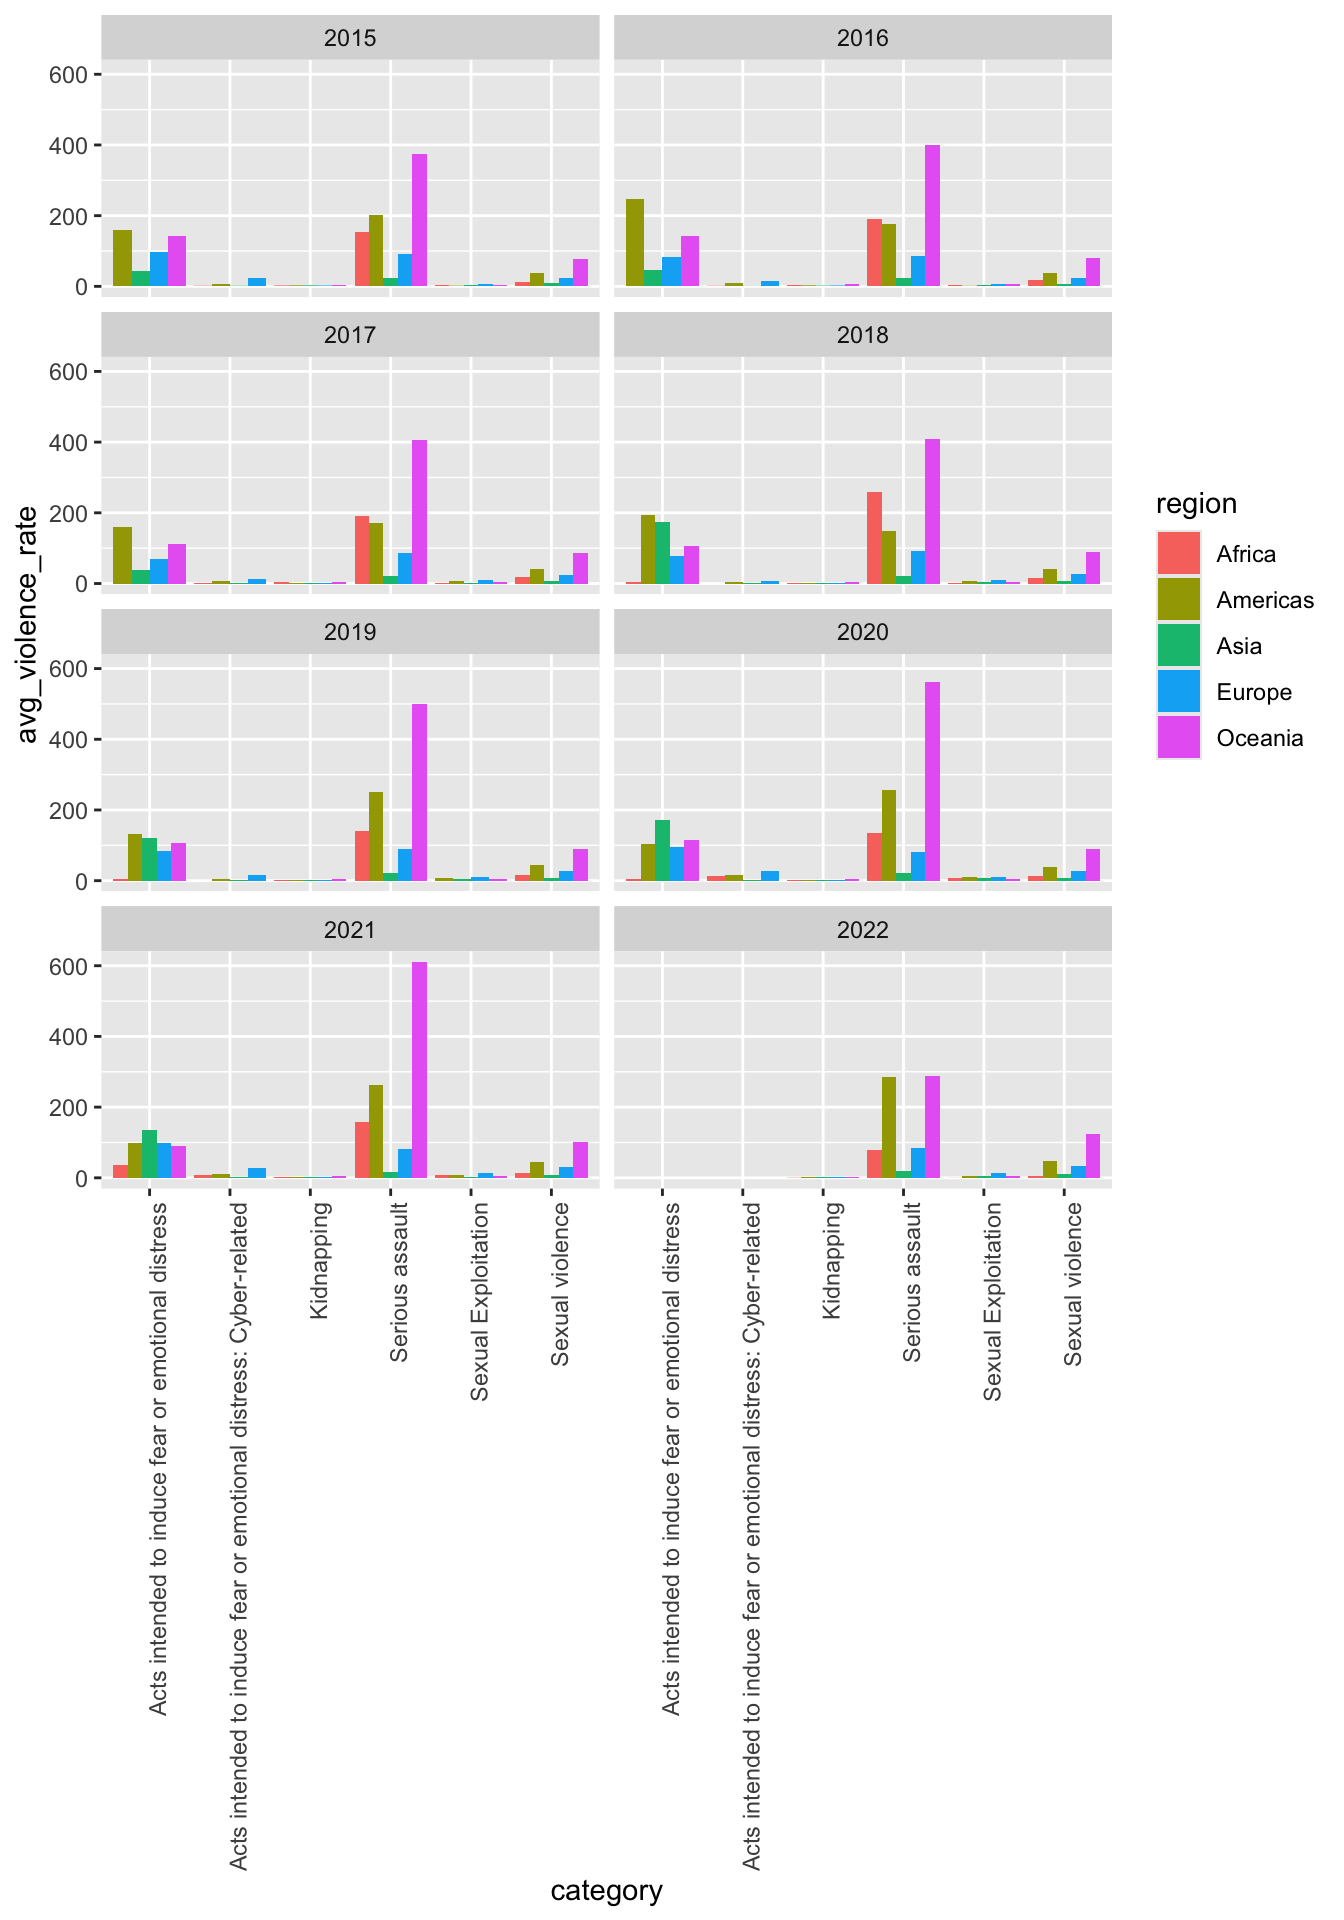 2015
2016
600
400
200
0
2017
2018
600
400
200
0
2019
2020
600
400
200
0
2021
2022
600
400
200
0
avg_violence_rate
Acts intended to induce fear or emotional distress
Acts intended to induce fear or emotional distress: Cyber-related
Kidnapping
Serious assault
Sexual Exploitation
Sexual violence
Acts intended to induce fear or emotional distress
Acts intended to induce fear or emotional distress: Cyber-related
Kidnapping
Serious assault
Sexual Exploitation
Sexual violence
category
region
Africa
Americas
Asia
Europe
Oceania